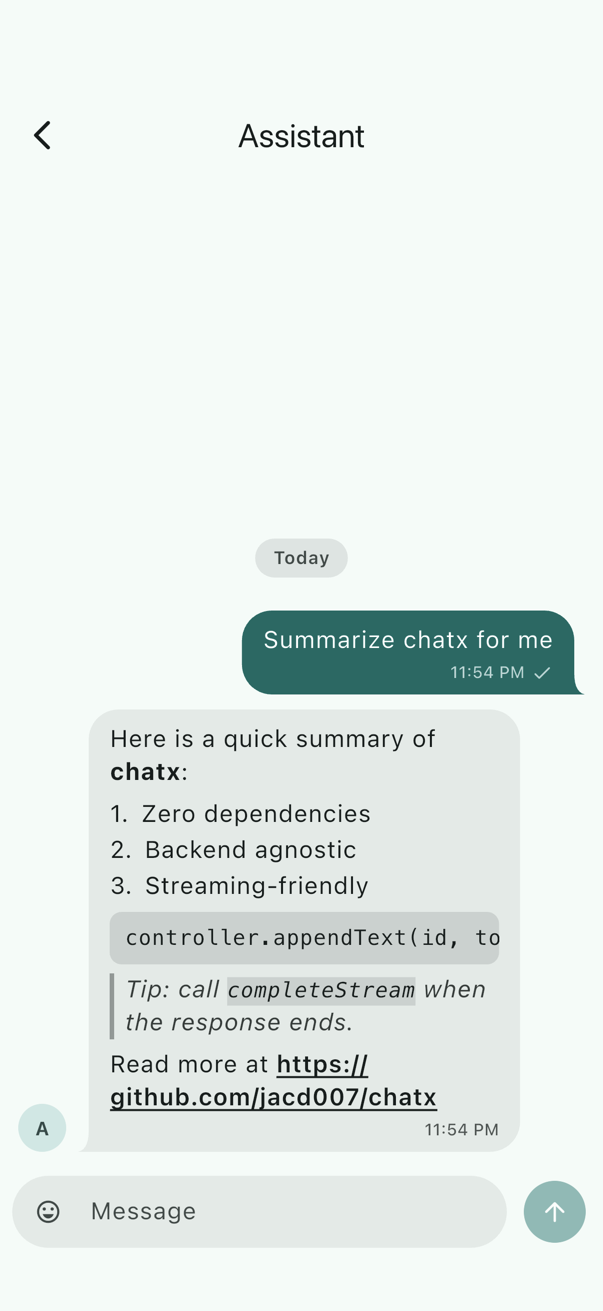 Assistant
Today
Summarize chatx for me
11:54 PM
Here is a quick summary of
chatx:
1. Zero dependencies
2. Backend agnostic
3. Streaming-friendly
controller.appendText(id, to
Tip: call completeStream when
the response ends.
Read more at https://
github.com/jacd007/chatx
11:54 PM
A
Message